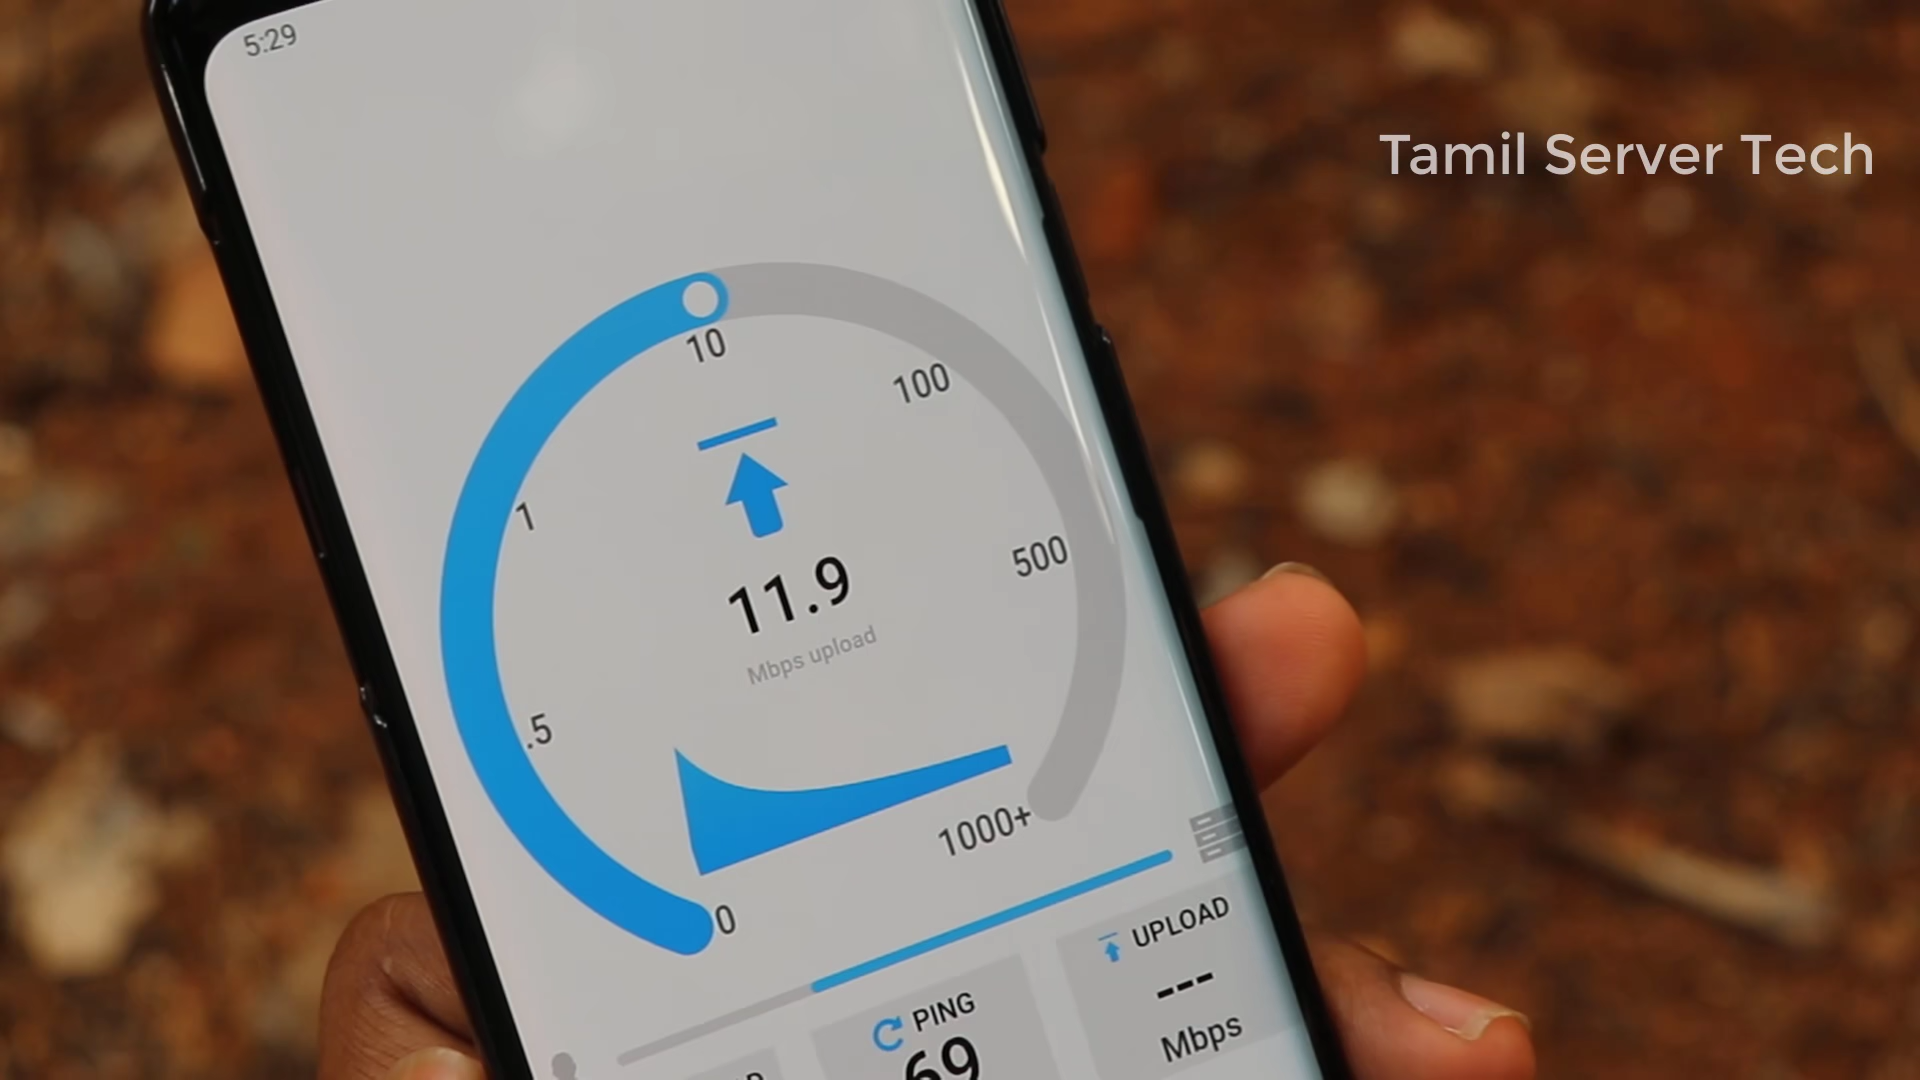 5:29
Tamil Server Tech
10
100
1
500
11.9
Mbps upload
.5
1000+
0
UPLOAD
---
Mbps
PING
69